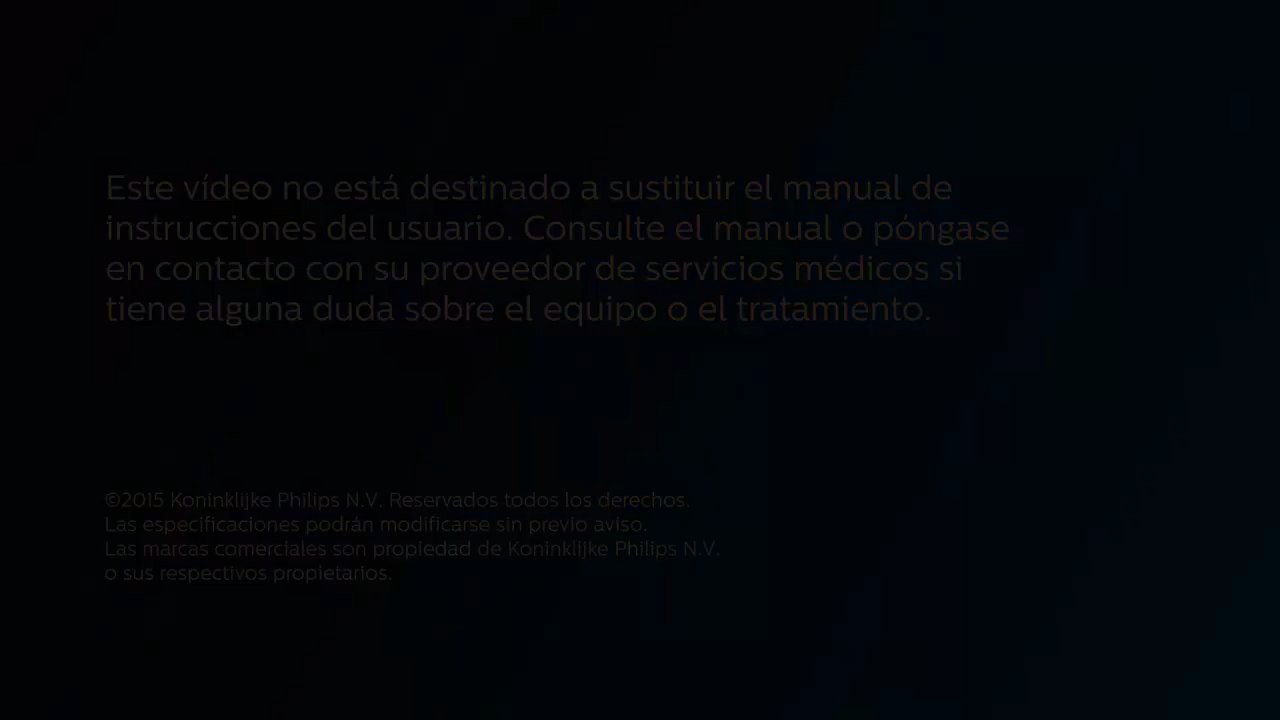 Este vídeo no está destinado a sustituir el manual de
instrucciones del usuario. Consulte el manual o póngase
en contacto con su proveedor de servicios médicos si
tiene alguna duda sobre el equipo o el tratamiento.
©2015 Koninklijke Philips N.V. Reservados todos los derechos.
Las especificaciones podrán modificarse sin previo aviso.
Las marcas comerciales son propiedad de Koninklijke Philips N.V.
o sus respectivos propietarios.